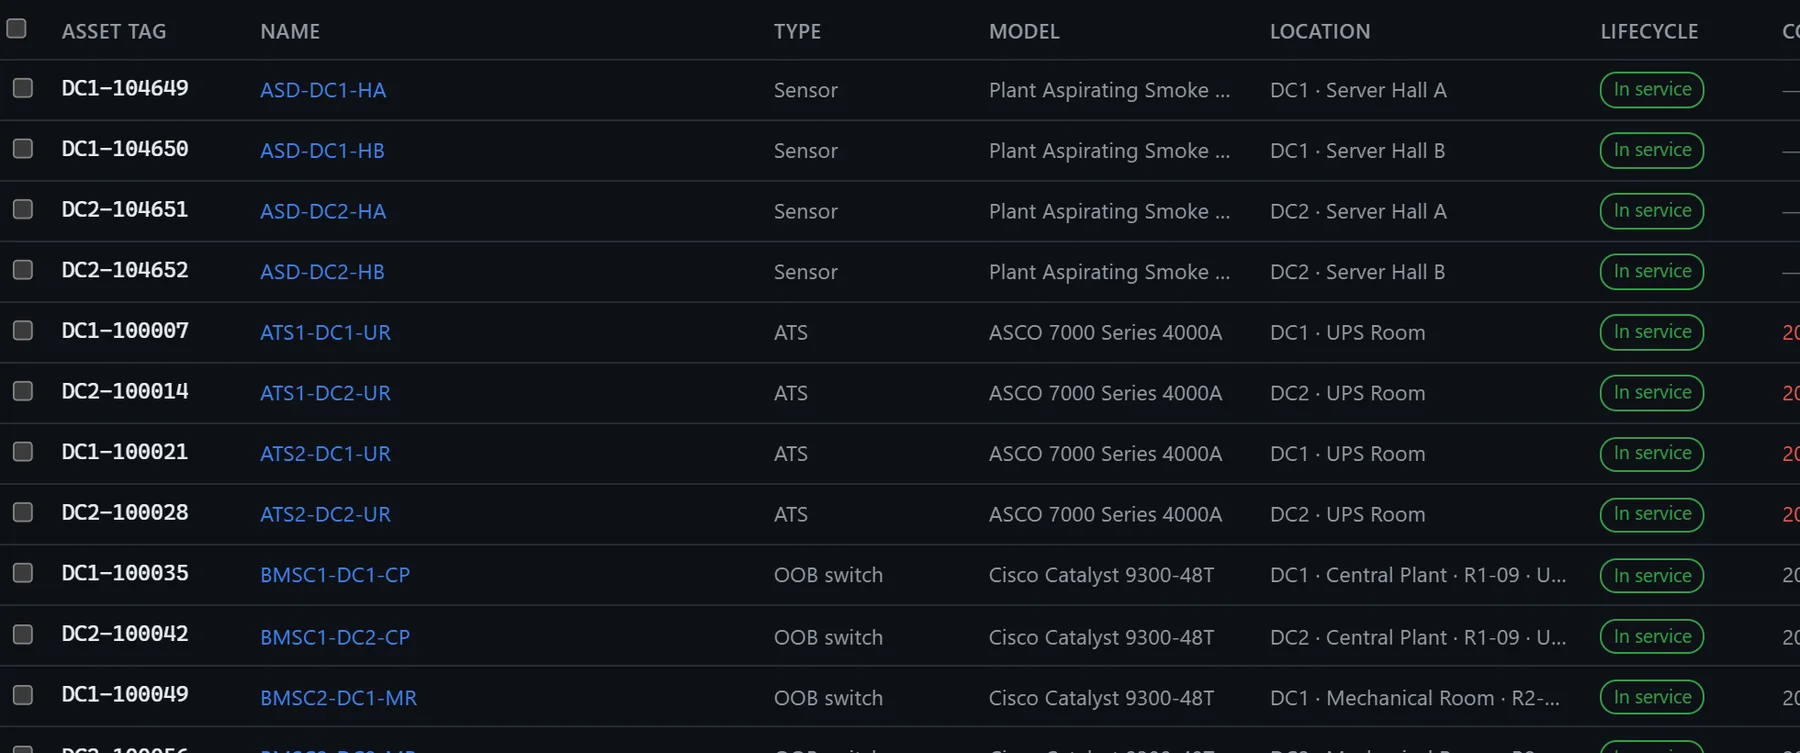 ASSET TAG NAME TYPE MODEL LOCATION LIFECYCLE
DC1-104649 ASD-DC1-HA Sensor Plant Aspirating Smoke ... DC1 · Server Hall A In service —
DC1-104650 ASD-DC1-HB Sensor Plant Aspirating Smoke ... DC1 · Server Hall B In service —
DC2-104651 ASD-DC2-HA Sensor Plant Aspirating Smoke ... DC2 · Server Hall A In service —
DC2-104652 ASD-DC2-HB Sensor Plant Aspirating Smoke ... DC2 · Server Hall B In service —
DC1-100007 ATS1-DC1-UR ATS ASCO 7000 Series 4000A DC1 · UPS Room In service 20
DC2-100014 ATS1-DC2-UR ATS ASCO 7000 Series 4000A DC2 · UPS Room In service 20
DC1-100021 ATS2-DC1-UR ATS ASCO 7000 Series 4000A DC1 · UPS Room In service 20
DC2-100028 ATS2-DC2-UR ATS ASCO 7000 Series 4000A DC2 · UPS Room In service 20
DC1-100035 BMSC1-DC1-CP OOB switch Cisco Catalyst 9300-48T DC1 · Central Plant · R1-09 · U... In service 20
DC2-100042 BMSC1-DC2-CP OOB switch Cisco Catalyst 9300-48T DC2 · Central Plant · R1-09 · U... In service 20
DC1-100049 BMSC2-DC1-MR OOB switch Cisco Catalyst 9300-48T DC1 · Mechanical Room · R2-... In service 20